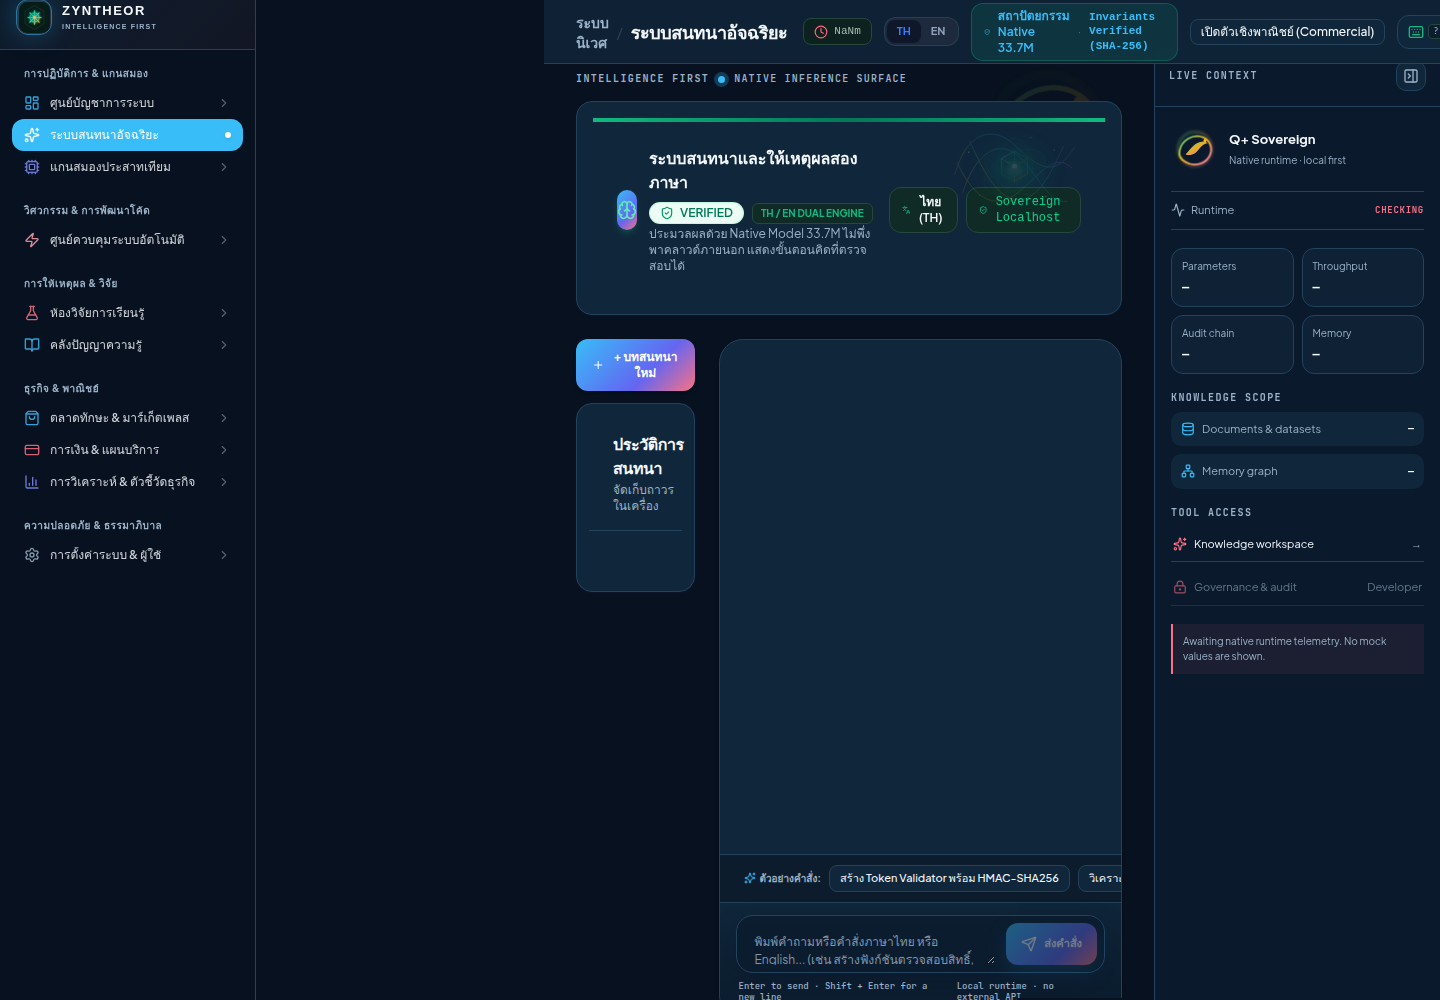 ZYNTHEOR
INTELLIGENCE FIRST
การปฏิบัติการ & แกนสมอง
ศูนย์บัญชาการระบบ
ระบบสนทนาอัจฉริยะ
แกนสมองประสาทเทียม
วิศวกรรม & การพัฒนาโค้ด
ศูนย์ควบคุมระบบอัตโนมัติ
การให้เหตุผล & วิจัย
ห้องวิจัยการเรียนรู้
คลังปัญญาความรู้
ธุรกิจ & พาณิชย์
ตลาดทักษะ & มาร์เก็ตเพลส
การเงิน & แผนบริการ
การวิเคราะห์ & ตัวชี้วัดธุรกิจ
ความปลอดภัย & ธรรมาภิบาล
การตั้งค่าระบบ & ผู้ใช้
ระบบ
นิเวศ
/ ระบบสนทนาอัจฉริยะ
NaNm
TH EN
สถาปัตยกรรม
Native
33.7M
·
Invariants
Verified
(SHA-256)
เปิดตัวเชิงพาณิชย์ (Commercial)
?
INTELLIGENCE FIRST NATIVE INFERENCE SURFACE
ระบบสนทนาและให้เหตุผลสอง
ภาษา
VERIFIED TH / EN DUAL ENGINE
ประมวลผลด้วย Native Model 33.7M ไม่พึ่ง
พาคลาวด์ภายนอก แสดงขั้นตอนคิดที่ตรวจ
สอบได้
ไทย
(TH)
Sovereign
Localhost
+ บทสนทนา
ใหม่
ประวัติการ
สนทนา
จัดเก็บถาวร
ในเครื่อง
ตัวอย่างคำสั่ง: สร้าง Token Validator พร้อม HMAC-SHA256 วิเครา
พิมพ์คำถามหรือคำสั่งภาษาไทย หรือ
English... (เช่น สร้างฟังก์ชันตรวจสอบสิทธิ์,
ส่งคำสั่ง
Enter to send · Shift + Enter for a
new line
Local runtime · no
external API
LIVE CONTEXT
Q+ Sovereign
Native runtime · local first
Runtime CHECKING
Parameters
—
Throughput
—
Audit chain
—
Memory
—
KNOWLEDGE SCOPE
Documents & datasets —
Memory graph —
TOOL ACCESS
Knowledge workspace →
Governance & audit Developer
Awaiting native runtime telemetry. No mock
values are shown.